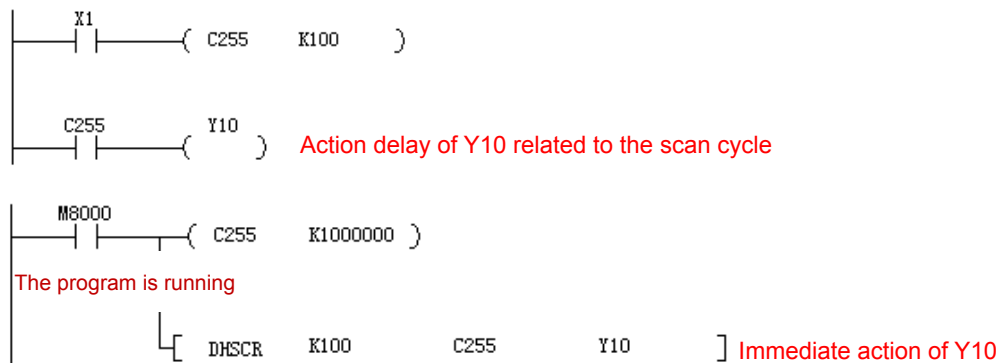 X1
( C255 K100 )
C255 Y10
( ) Action delay of Y10 related to the scan cycle
M8000
( C255 K1000000 )
The program is running
[ DHSCR K100 C255 Y10 ] Immediate action of Y10